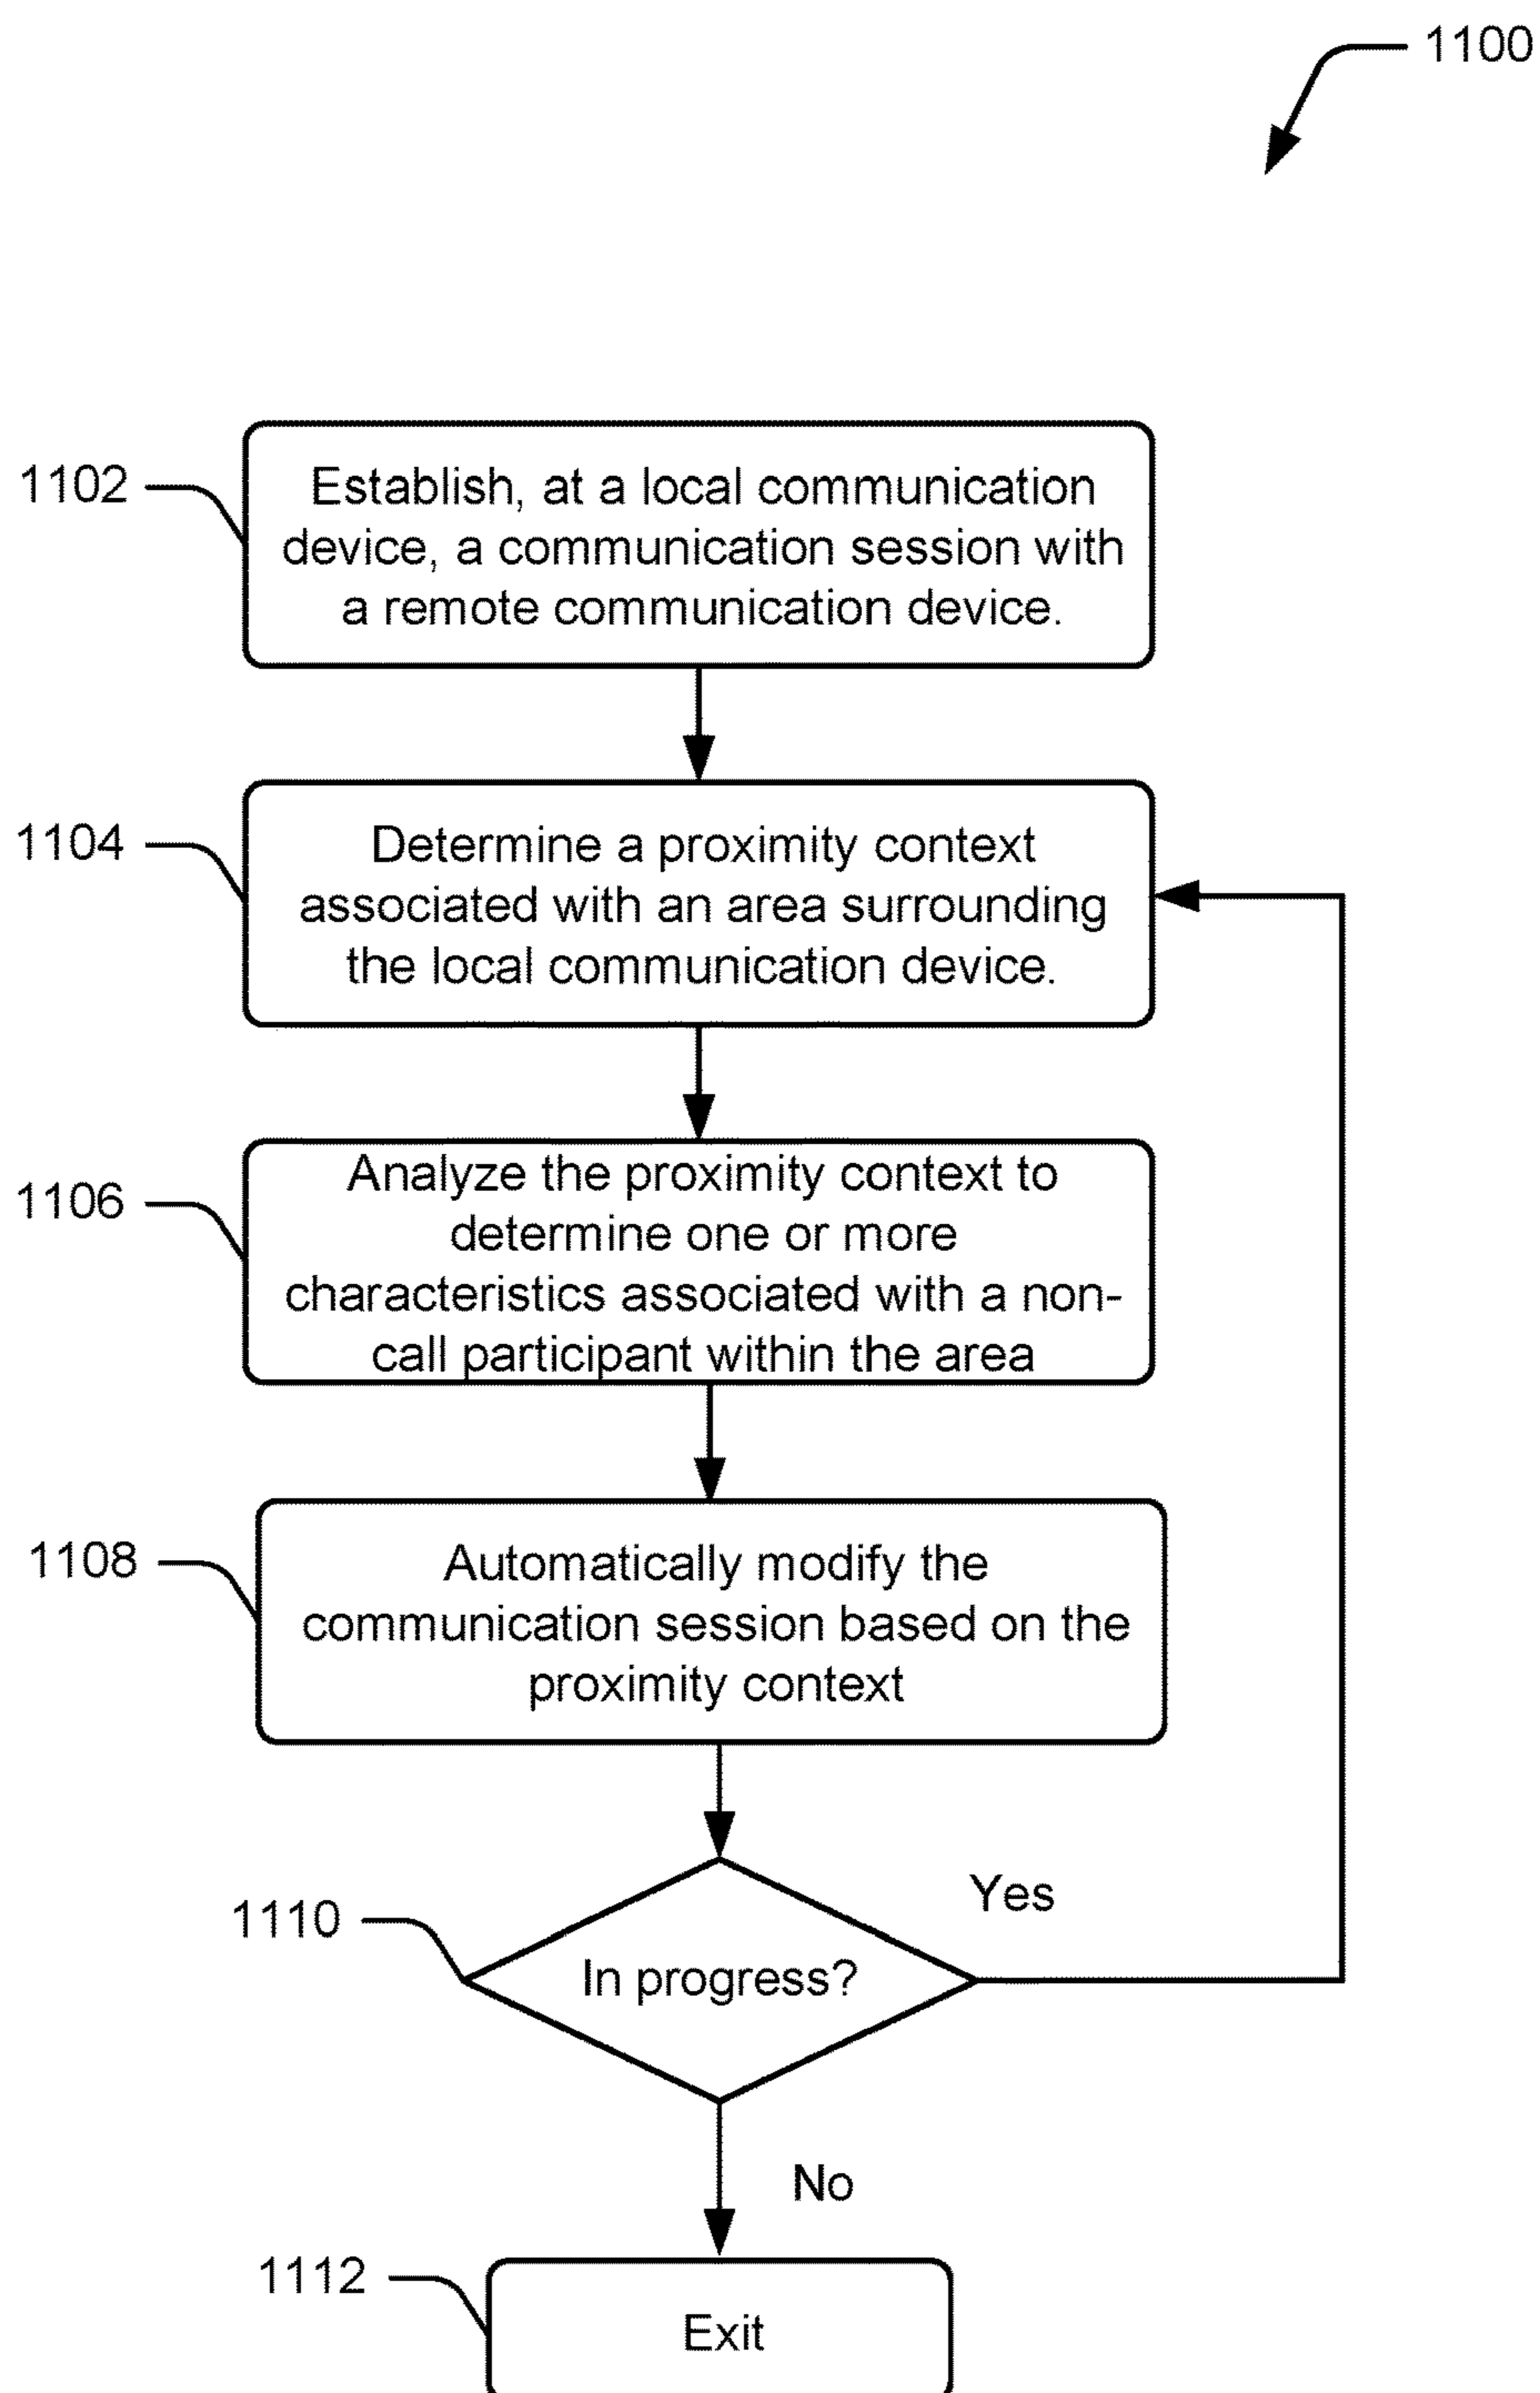 1100
1102
Establish, at a local communication
device, a communication session with
a remote communication device.
1104
Determine a proximity context
associated with an area surrounding
the local communication device.
1106
Analyze the proximity context to
determine one or more
characteristics associated with a non-
call participant within the area
1108
Automatically modify the
communication session based on the
proximity context
1110
In progress?
Yes
No
1112
Exit